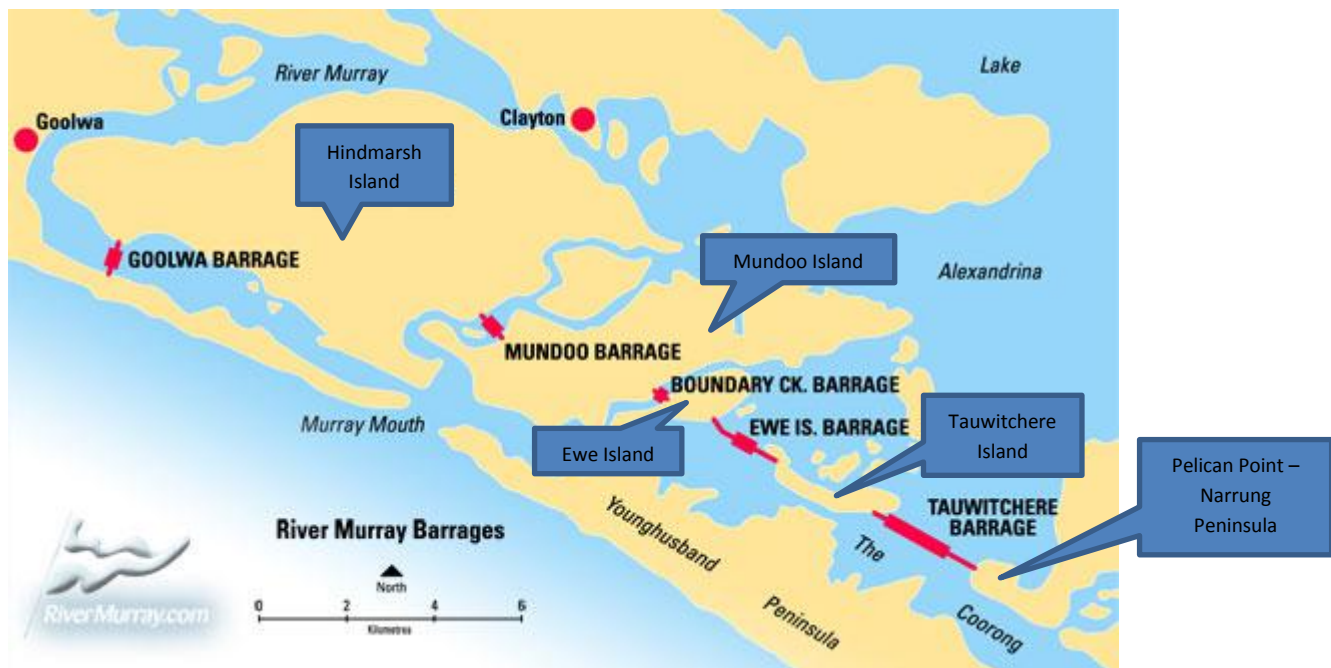 River Murray
Lake
Goolwa
Clayton
Hindmarsh
Island
GOOLWA BARRAGE
Mundoo Island
Alexandrina
MUNDOO BARRAGE
BOUNDARY CK. BARRAGE
Murray Mouth
EWE IS. BARRAGE
Tauwitchere
Island
Ewe Island
Pelican Point –
Narrung
Peninsula
TAUWITCHERE
BARRAGE
River Murray Barrages
Younghusband
Peninsula
The
Coorong
North
0 2 4 6
Kilometres
RiverMurray.com